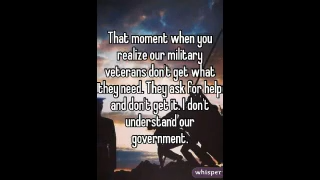 That moment when you
realize our military
veterans don't get what
they need. They ask for help
and don't get it. I don't
understand our
government.
whisper